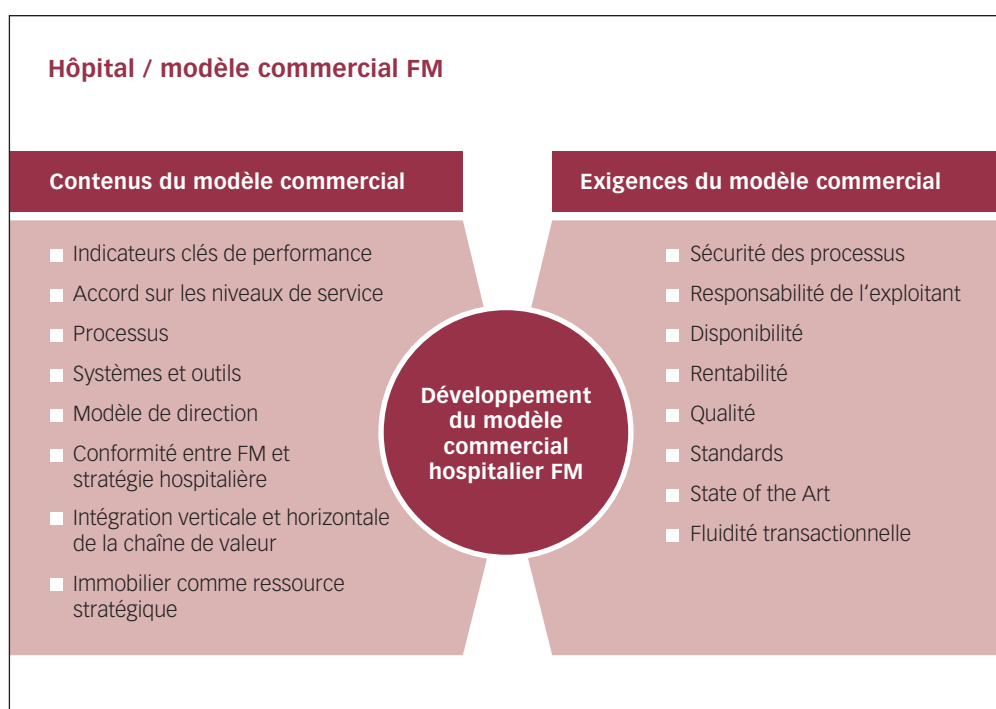 Hôpital / modèle commercial FM
Contenus du modèle commercial
Indicateurs clés de performance
Accord sur les niveaux de service
Processus
Systèmes et outils
Modèle de direction
Conformité entre FM et
stratégie hospitalière
Intégration verticale et horizontale
de la chaîne de valeur
Immobilier comme ressource
stratégique
Développement
du modèle
commercial
hospitalier FM
Exigences du modèle commercial
Sécurité des processus
Responsabilité de l‘exploitant
Disponibilité
Rentabilité
Qualité
Standards
State of the Art
Fluidité transactionnelle